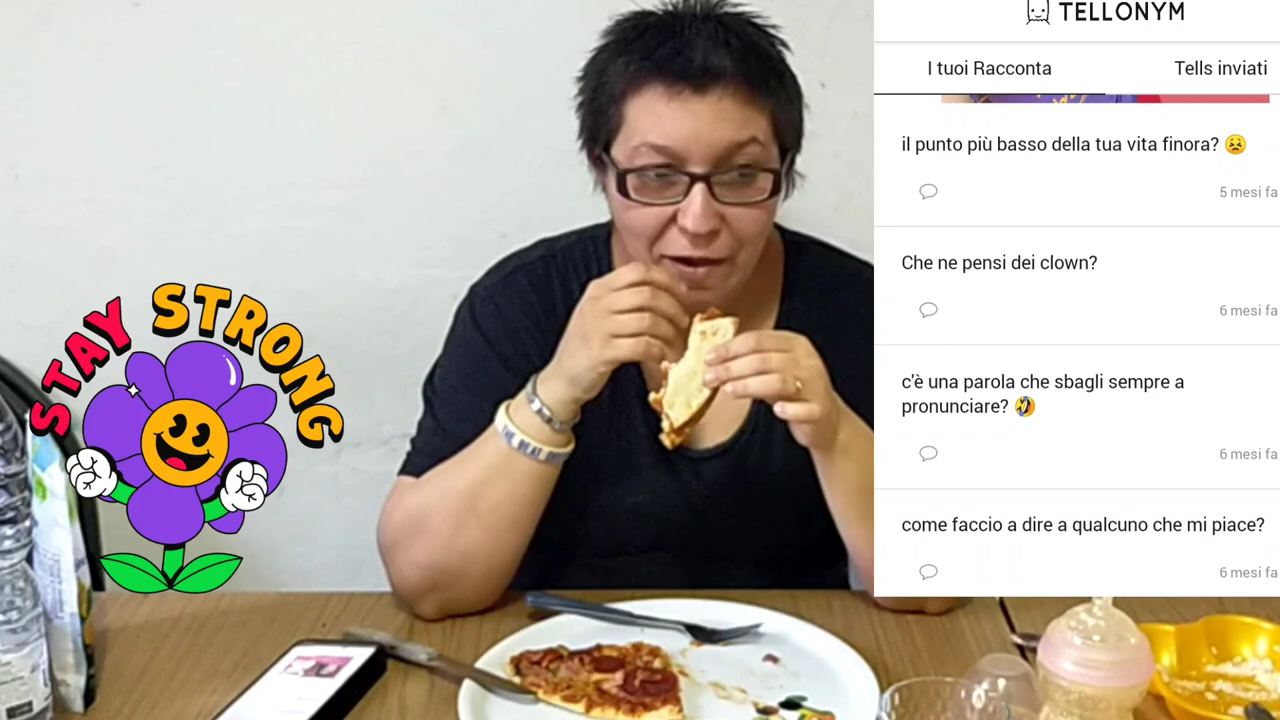 STAY STRONG
TELLONYM
I tuoi Racconta
Tells inviati
il punto più basso della tua vita finora? 😣
5 mesi fa
Che ne pensi dei clown?
6 mesi fa
c'è una parola che sbagli sempre a
pronunciare? 🤣
6 mesi fa
come faccio a dire a qualcuno che mi piace?
6 mesi fa
THE REAL